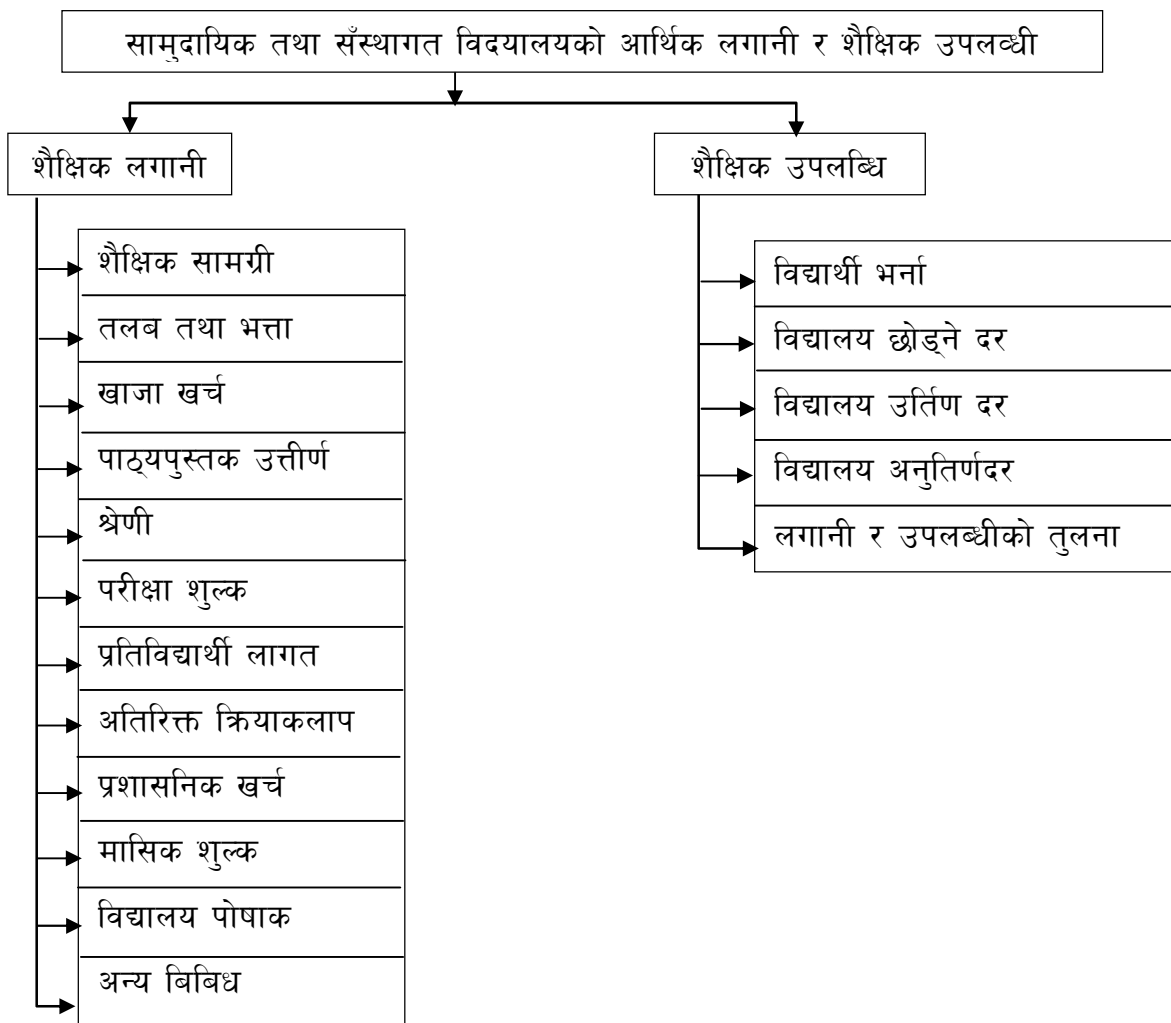 सामुदायिक तथा सँस्थागत विदयालयको आर्थिक लगानी र शैक्षिक उपलव्धी
शैक्षिक लगानी
शैक्षिक सामग्री
तलब तथा भत्ता
खाजा खर्च
पाठ्यपुस्तक उत्तीर्ण
श्रेणी
परीक्षा शुल्क
प्रतिविद्यार्थी लागत
अतिरिक्त क्रियाकलाप
प्रशासनिक खर्च
मासिक शुल्क
विद्यालय पोषाक
अन्य बिबिध
शैक्षिक उपलब्धि
विद्यार्थी भर्ना
विद्यालय छोड्ने दर
विद्यालय उर्तिण दर
विद्यालय अनुतिर्णदर
लगानी र उपलब्धीको तुलना